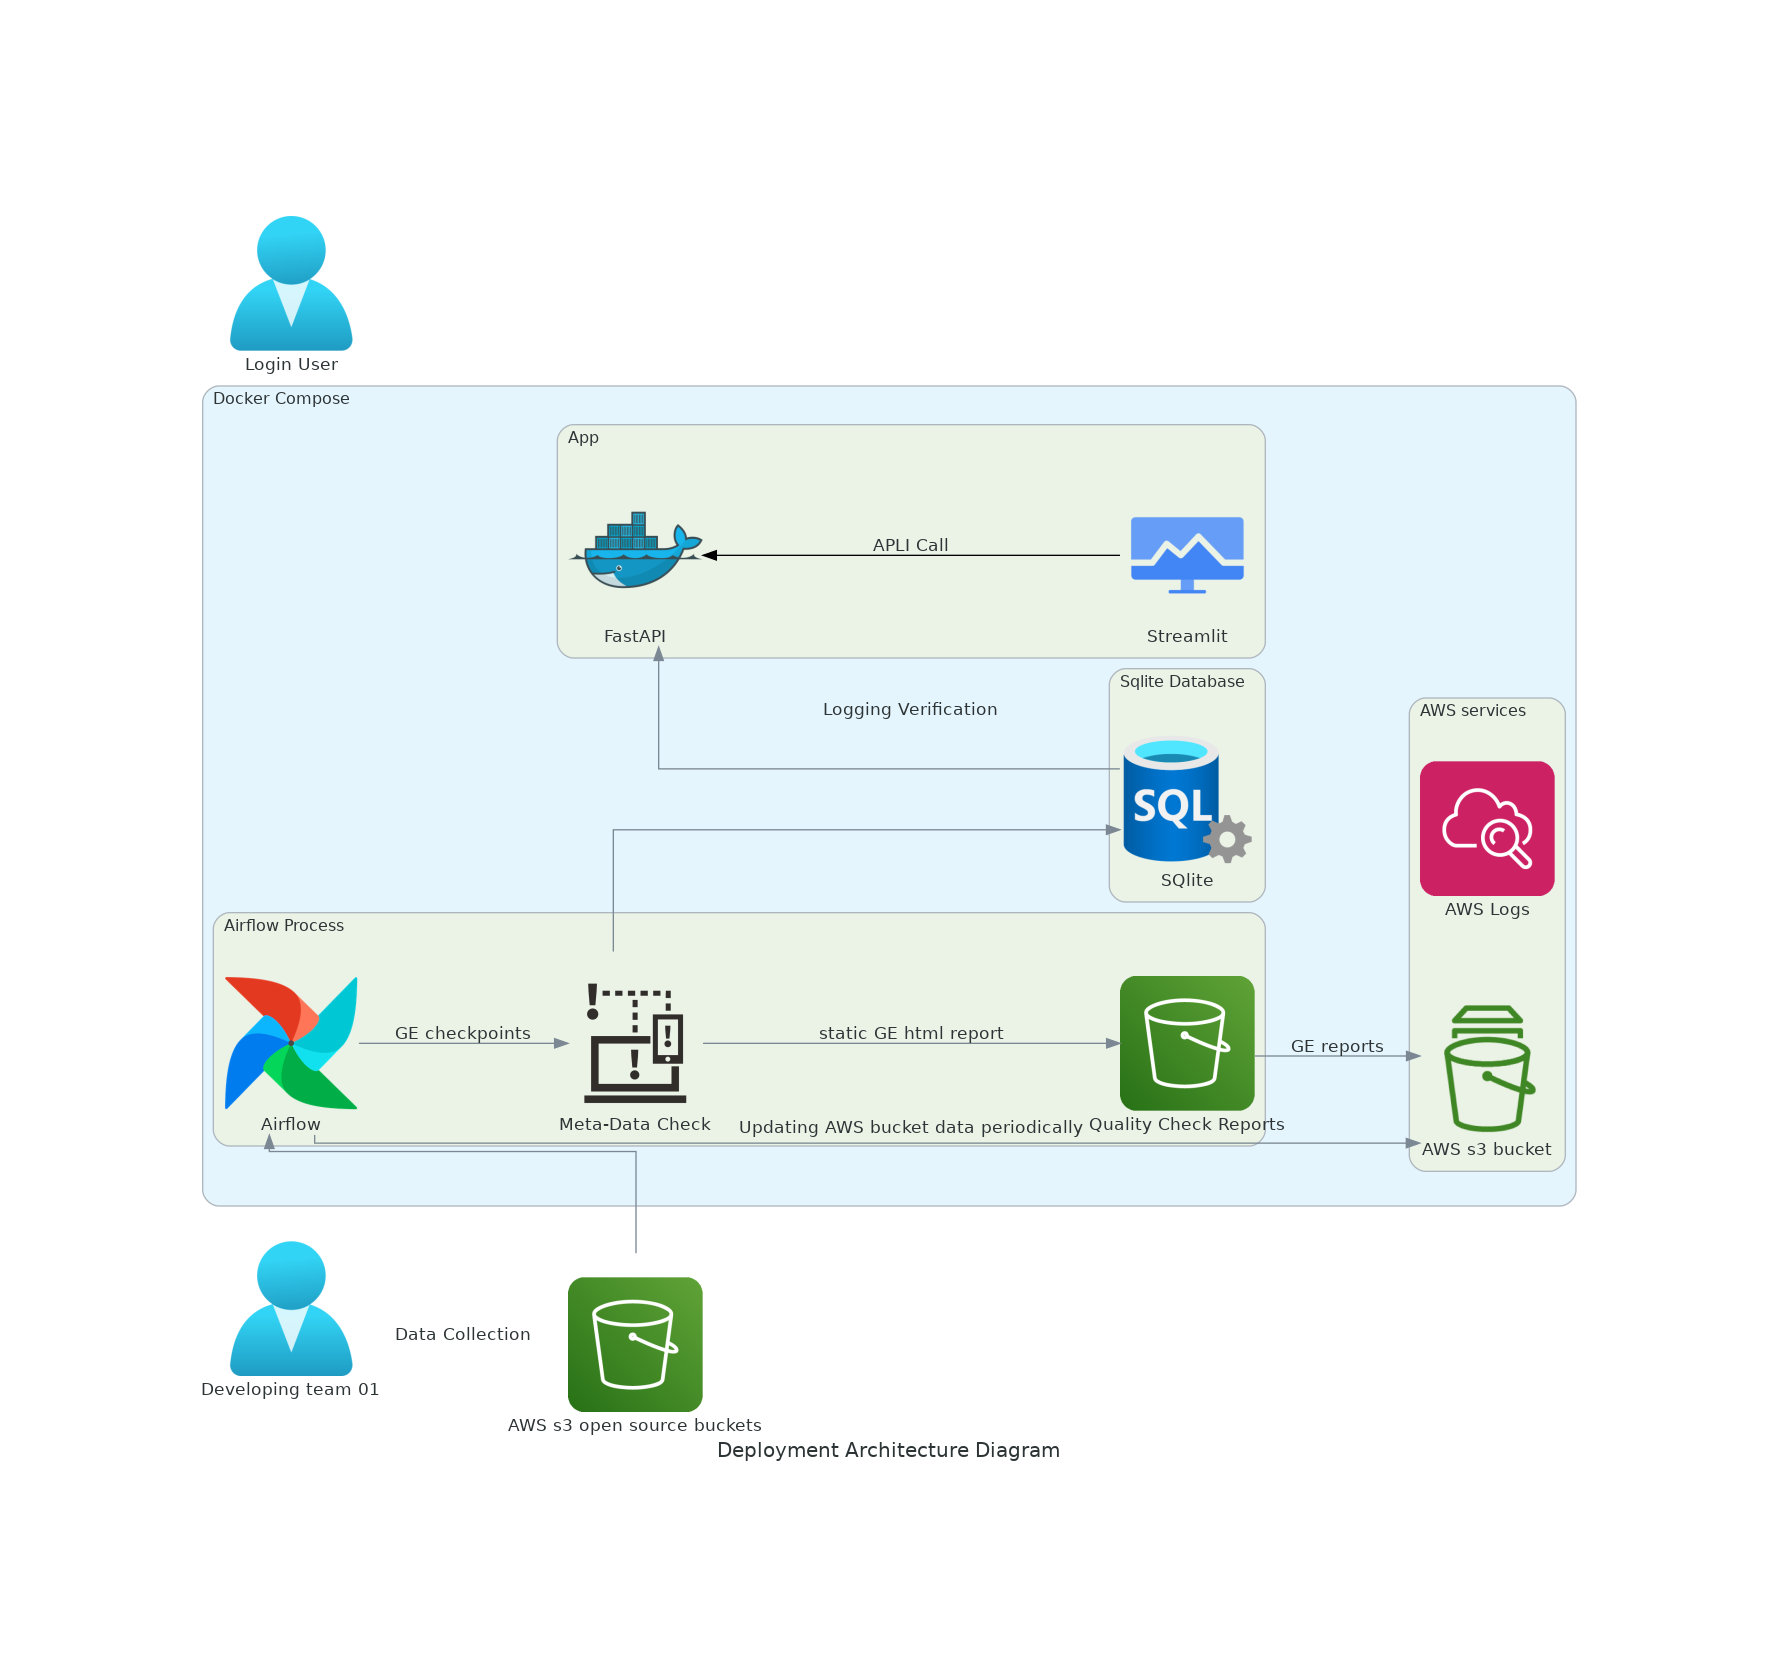 Login User
Docker Compose
App
APLI Call
FastAPI
Streamlit
Sqlite Database
Logging Verification
AWS services
SQL
SQlite
AWS Logs
Airflow Process
GE checkpoints
static GE html report
GE reports
Airflow
Meta-Data Check
Updating AWS bucket data periodically
Quality Check Reports
AWS s3 bucket
Data Collection
Developing team 01
AWS s3 open source buckets
Deployment Architecture Diagram